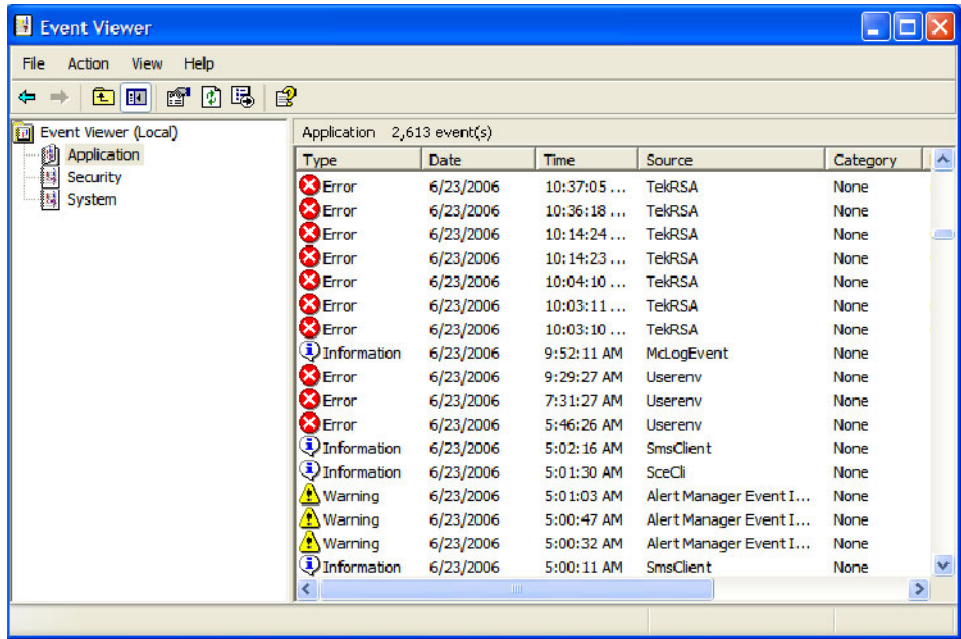 Event Viewer
File Action View Help
Event Viewer (Local)
Application
Security
System
Application 2,613 event(s)
Type Date Time Source Category
Error 6/23/2006 10:37:05 ... TekRSA None
Error 6/23/2006 10:36:18 ... TekRSA None
Error 6/23/2006 10:14:24 ... TekRSA None
Error 6/23/2006 10:14:23 ... TekRSA None
Error 6/23/2006 10:04:10 ... TekRSA None
Error 6/23/2006 10:03:11 ... TekRSA None
Error 6/23/2006 10:03:10 ... TekRSA None
Information 6/23/2006 9:52:11 AM McLogEvent None
Error 6/23/2006 9:29:27 AM Userenv None
Error 6/23/2006 7:31:27 AM Userenv None
Error 6/23/2006 5:46:26 AM Userenv None
Information 6/23/2006 5:02:16 AM SmsClient None
Information 6/23/2006 5:01:30 AM SceCli None
Warning 6/23/2006 5:01:03 AM Alert Manager Event I... None
Warning 6/23/2006 5:00:47 AM Alert Manager Event I... None
Warning 6/23/2006 5:00:32 AM Alert Manager Event I... None
Information 6/23/2006 5:00:11 AM SmsClient None